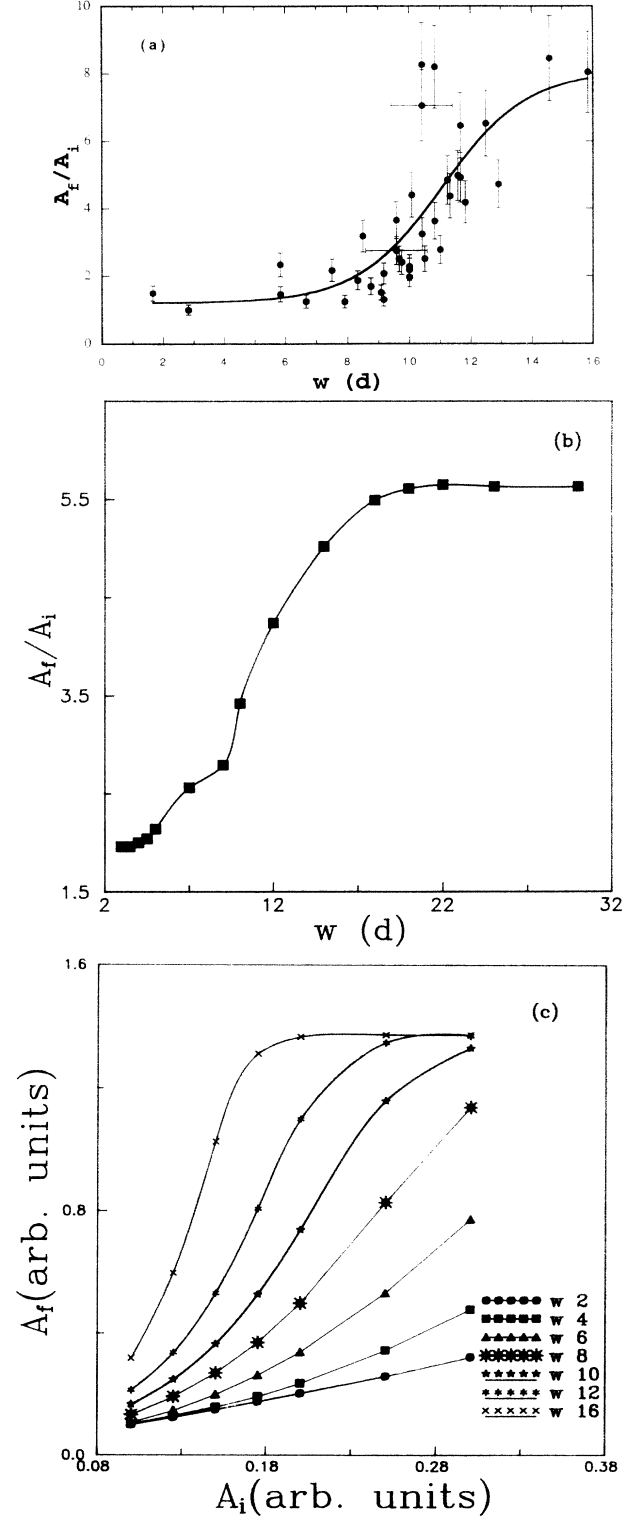 (a)
10
8
6
4
2
0
A_f/A_i
0 2 4 6 8 10 12 14 16
w (d)
(b)
5.5
3.5
1.5
A_f/A_i
2 12 22 32
w (d)
(c)
1.6
0.8
0.0
A_f(arb. units)
w 2
w 4
w 6
w 8
w 10
w 12
w 16
0.08 0.18 0.28 0.38
A_i(arb. units)